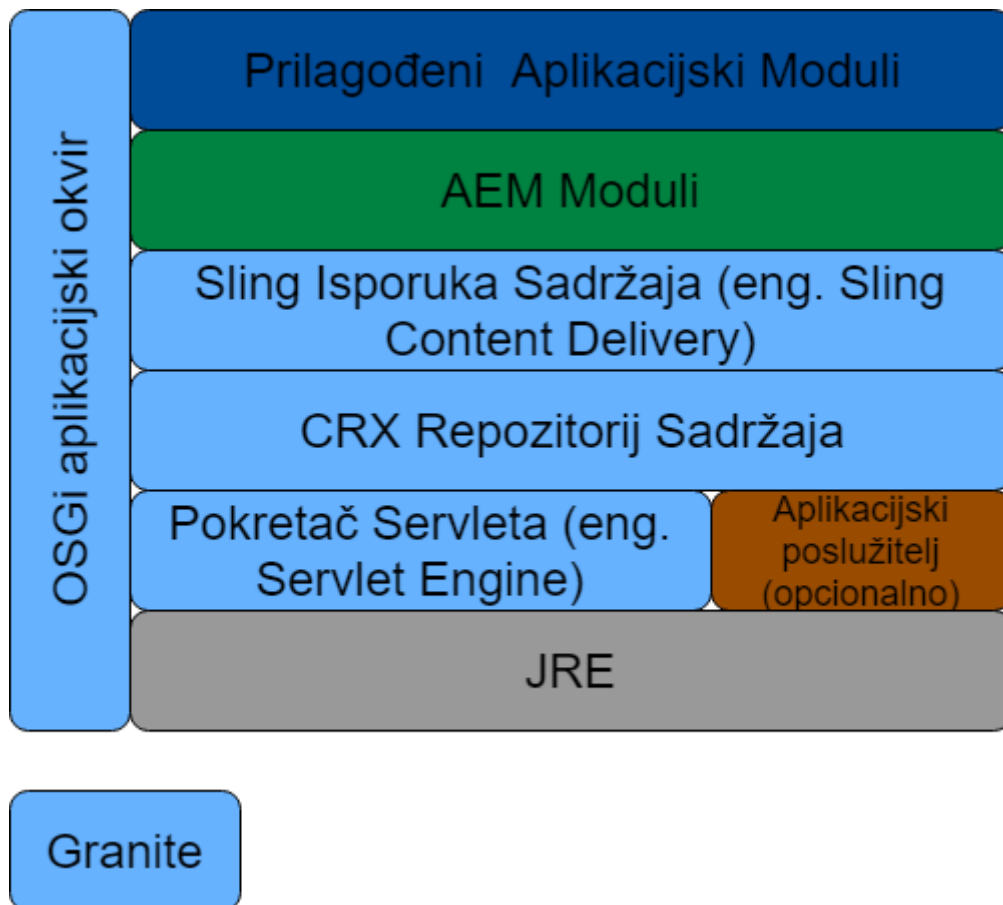 OSGi aplikacijski okvir
Prilagođeni Aplikacijski Moduli
AEM Moduli
Sling Isporuka Sadržaja (eng. Sling
Content Delivery)
CRX Repozitorij Sadržaja
Pokretač Servleta (eng.
Servlet Engine)
Aplikacijski
poslužitelj
(opcionalno)
JRE
Granite